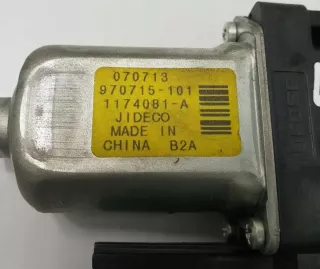 070713
970715-101
1174081-A
JIDECO
MADE IN
CHINA B2A